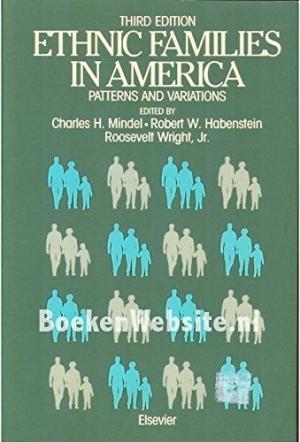 THIRD EDITION
ETHNIC FAMILIES
IN AMERICA
PATTERNS AND VARIATIONS
EDITED BY
Charles H. Mindel • Robert W. Habenstein
Roosevelt Wright, Jr.
BoekenWebsite.nl
Elsevier